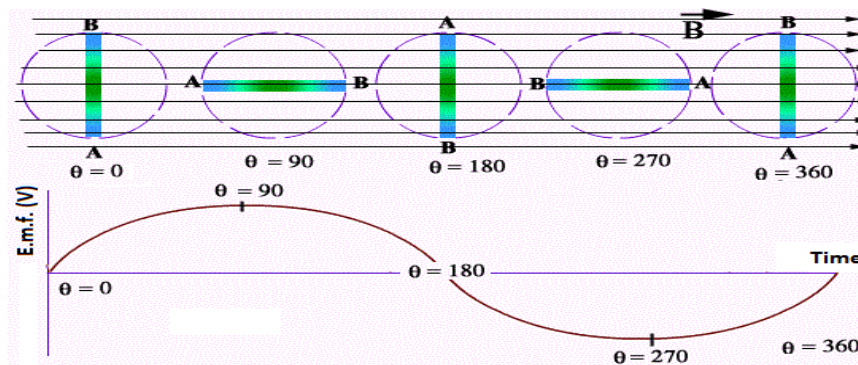 B A B B
A B B A
A B A
θ = 0 θ = 90 θ = 180 θ = 270 θ = 360
θ = 90
E.m.f. (V)
Time
θ = 0
θ = 180
θ = 270
θ = 360